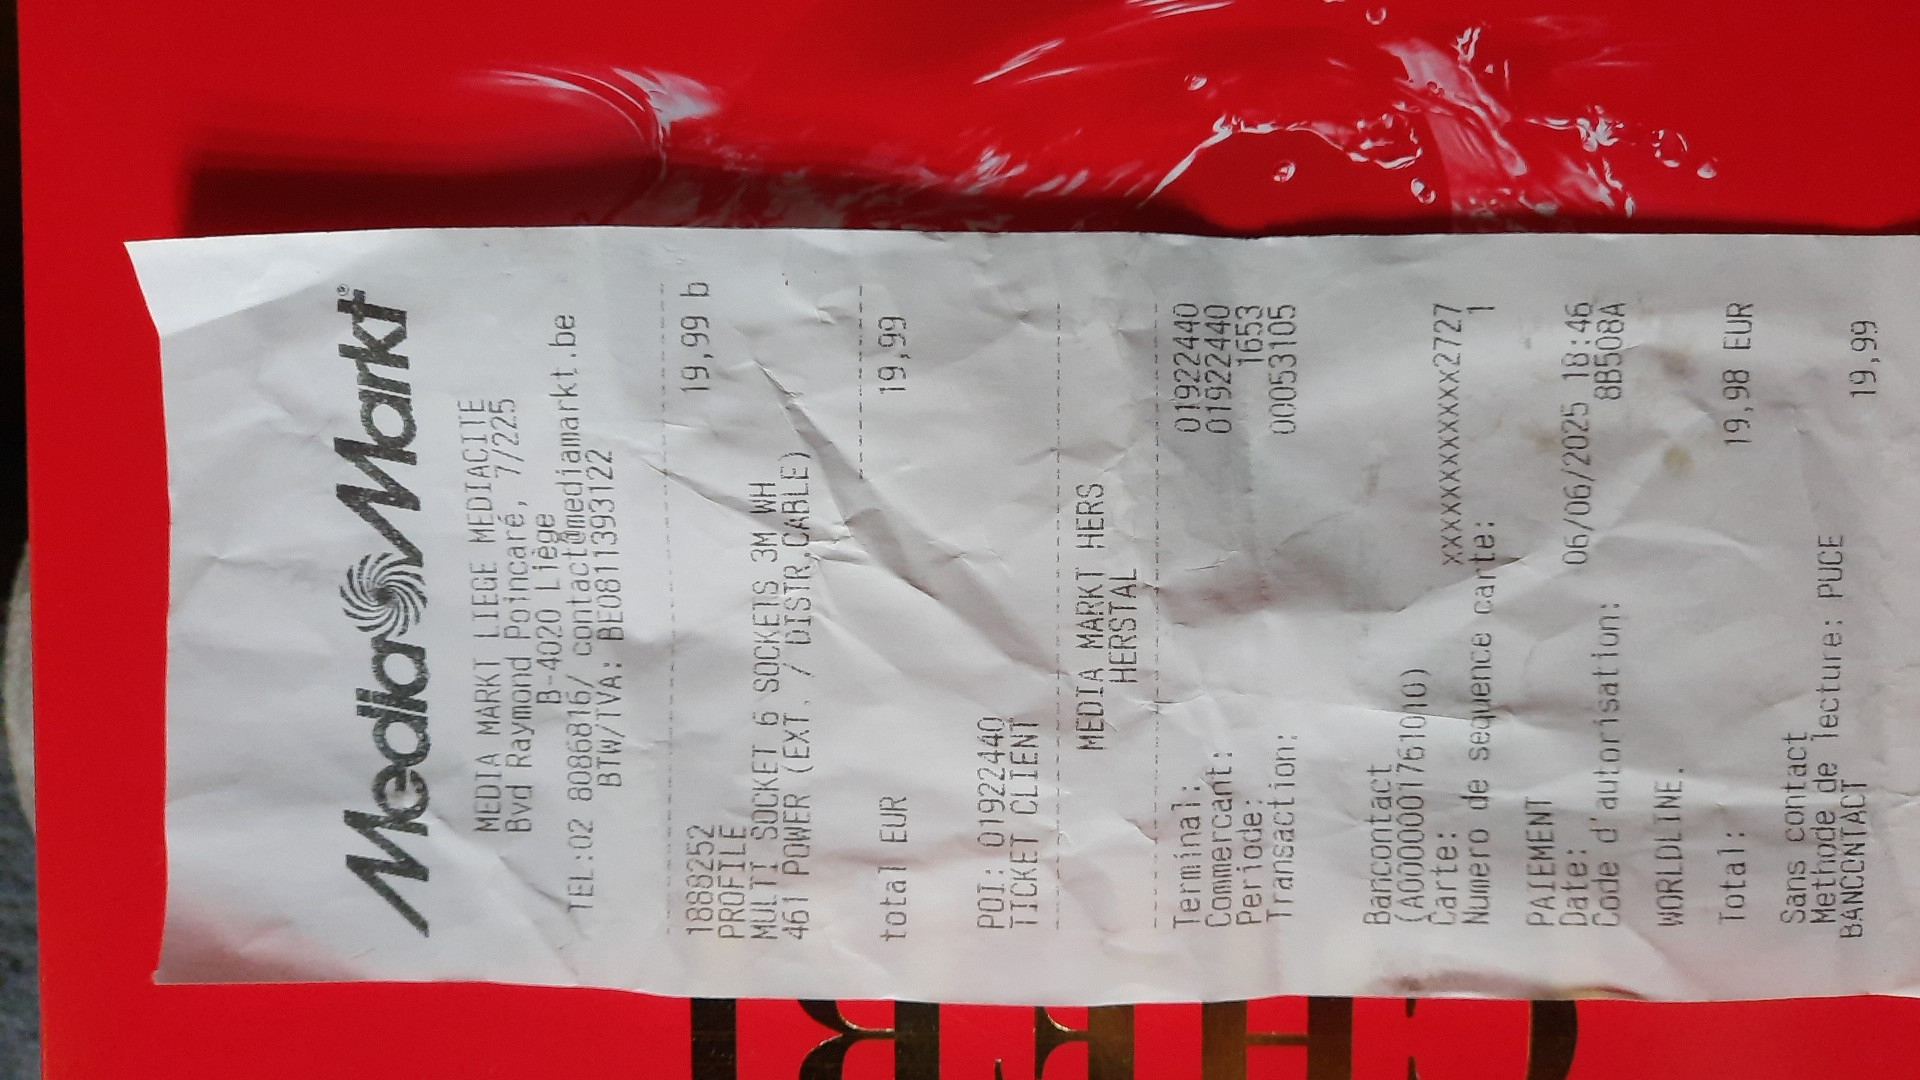 MediaMarkt®
MEDIA MARKT LIEGE MEDIACITE
Bvd Raymond Poincaré, 7/225
B-4020 Liège
TEL:02 8086816/ contact@mediamarkt.be
BTW/TVA: BE0811393122
1888252 19,99 b
PROFILE
MULTI SOCKET 6 SOCKETS 3M WH
461 POWER (EXT. / DISTR,CABLE)
total EUR 19,99
POI: 01922440
TICKET CLIENT
MEDIA MARKT HERS
HERSTAL
Terminal: 01922440
Commercant: 01922440
Periode: 1653
Transaction: 00053105
Bancontact
(A0000001761010)
Carte: xxxxxxxxxxxxx2727
Numero de sequence carte: 1
PAIEMENT
Date: 06/06/2025 18:46
Code d'autorisation: 8B508A
WORLDLINE.
Total: 19,98 EUR
Sans contact
Methode de lecture: PUCE
BANCONTACT 19,99